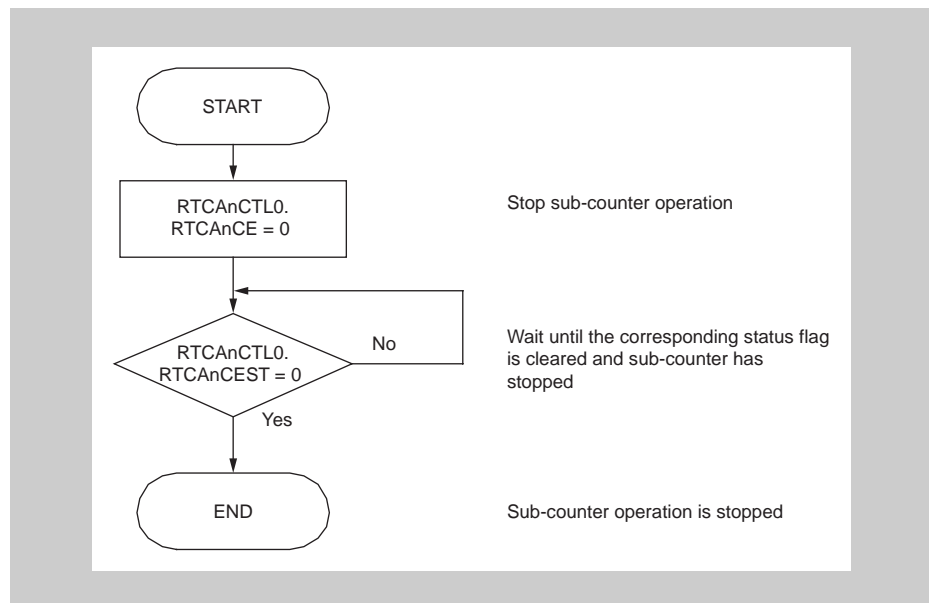 START
RTCAnCTL0.
RTCAnCE = 0
Stop sub-counter operation
RTCAnCTL0.
RTCAnCEST = 0
No
Wait until the corresponding status flag
is cleared and sub-counter has
stopped
Yes
END
Sub-counter operation is stopped